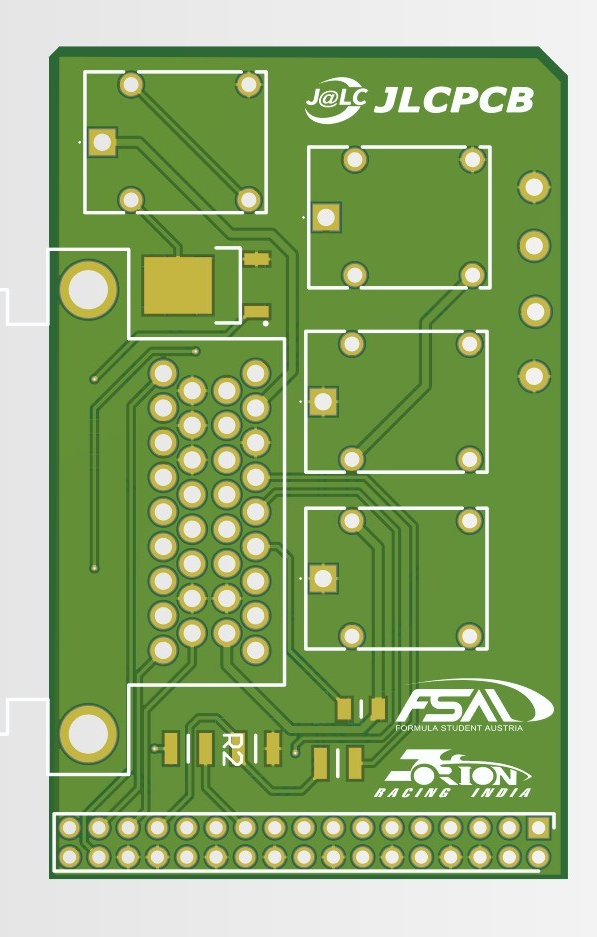 J@LC JLCPCB
FSA
FORMULA STUDENT AUSTRIA
R2
ORION
RACING INDIA